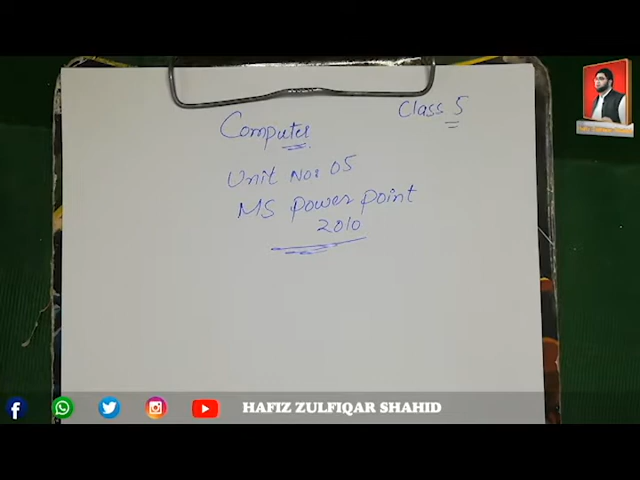 Class 5
Computer
Unit No: 05
MS Power Point
2010
HAFIZ ZULFIQAR SHAHID